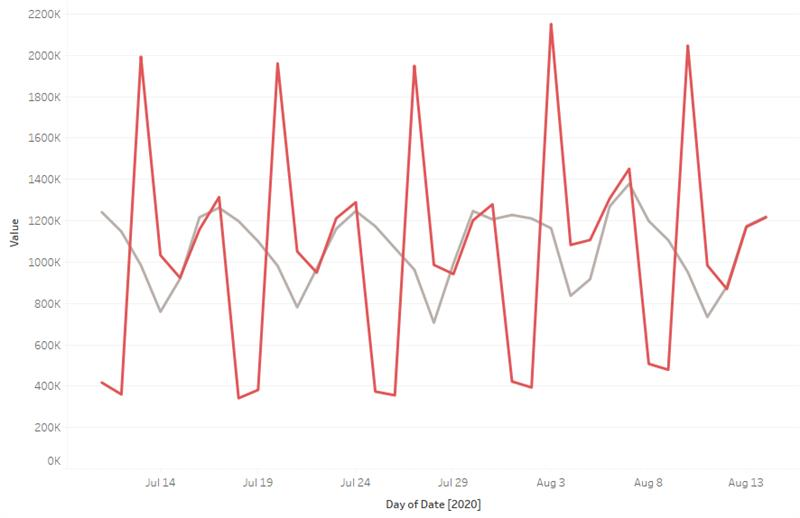 2200K
2000K
1800K
1600K
1400K
1200K
1000K
800K
600K
400K
200K
0K
Value
Jul 14 Jul 19 Jul 24 Jul 29 Aug 3 Aug 8 Aug 13
Day of Date [2020]